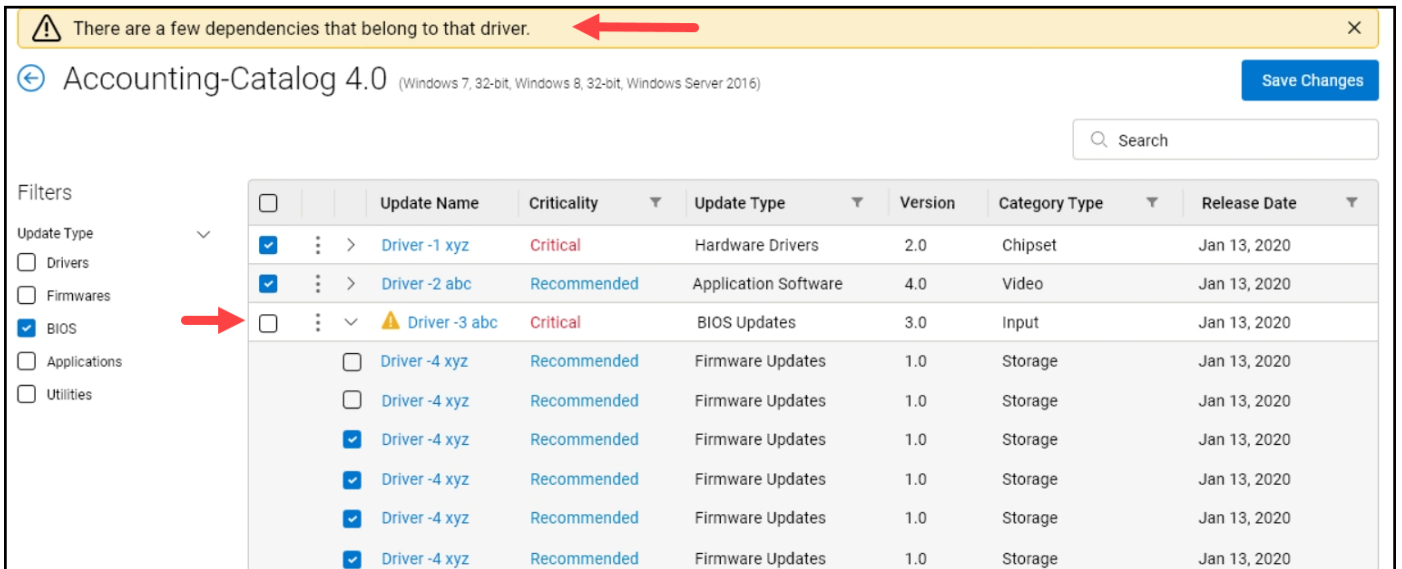 There are a few dependencies that belong to that driver.
Accounting-Catalog 4.0 (Windows 7, 32-bit, Windows 8, 32-bit, Windows Server 2016)
Save Changes
Search
Filters
Update Type
Drivers
Firmwares
BIOS
Applications
Utilities
Update Name Criticality Update Type Version Category Type Release Date
Driver -1 xyz Critical Hardware Drivers 2.0 Chipset Jan 13, 2020
Driver -2 abc Recommended Application Software 4.0 Video Jan 13, 2020
Driver -3 abc Critical BIOS Updates 3.0 Input Jan 13, 2020
Driver -4 xyz Recommended Firmware Updates 1.0 Storage Jan 13, 2020
Driver -4 xyz Recommended Firmware Updates 1.0 Storage Jan 13, 2020
Driver -4 xyz Recommended Firmware Updates 1.0 Storage Jan 13, 2020
Driver -4 xyz Recommended Firmware Updates 1.0 Storage Jan 13, 2020
Driver -4 xyz Recommended Firmware Updates 1.0 Storage Jan 13, 2020
Driver -4 xyz Recommended Firmware Updates 1.0 Storage Jan 13, 2020